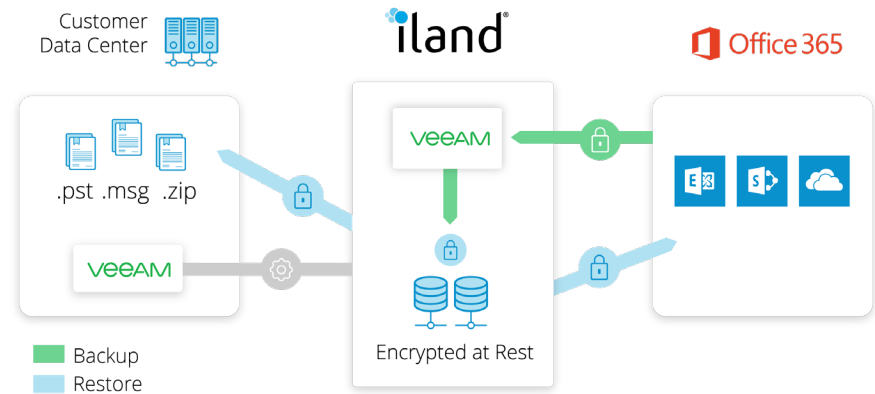 Customer
Data Center
iland®
Office 365
.pst .msg .zip
veeAM
veeAM
E
S
Encrypted at Rest
Backup
Restore